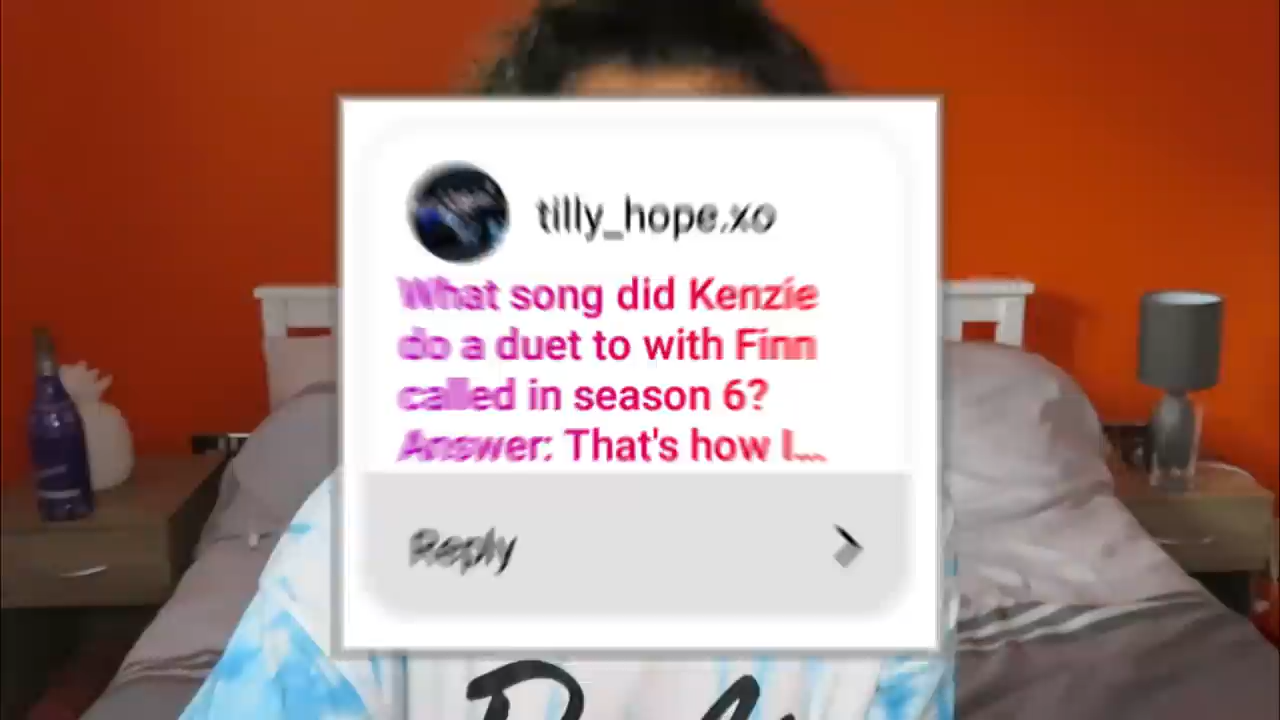 tilly_hope.xo
What song did Kenzie
do a duet to with Finn
called in season 6?
Answer: That's how I...
Reply